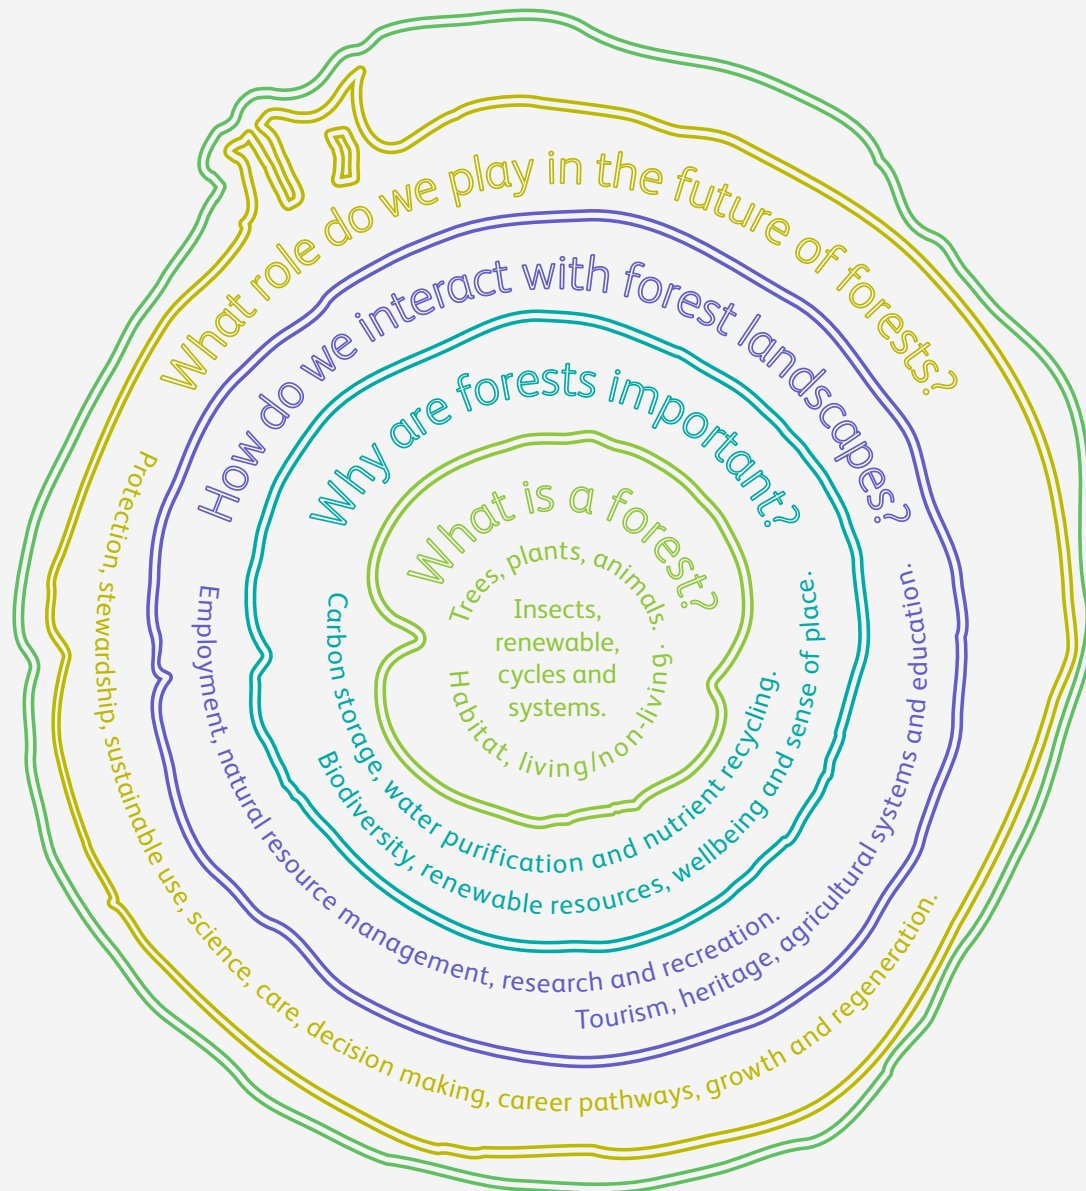 What role do we play in the future of forests?
Protection, stewardship, sustainable use, science, care, decision making, career pathways, growth and regeneration.
How do we interact with forest landscapes?
Employment, natural resource management, research and recreation.
Tourism, heritage, agricultural systems and education.
Why are forests important?
Carbon storage, water purification and nutrient recycling.
Biodiversity, renewable resources, wellbeing and sense of place.
What is a forest?
Trees, plants, animals.
Insects,
renewable,
cycles and
systems.
Habitat, living/non-living.